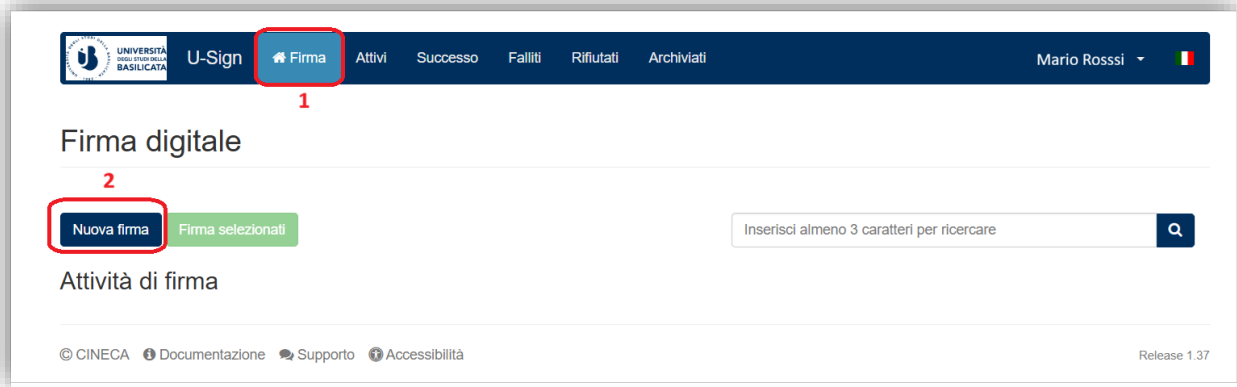 UNIVERSITÀ DEGLI STUDI DELLA BASILICATA U-Sign Firma Attivi Successo Falliti Rifiutati Archiviati Mario Rosssi
1
Firma digitale
2
Nuova firma Firma selezionati Inserisci almeno 3 caratteri per ricercare
Attività di firma
© CINECA Documentazione Supporto Accessibilità Release 1.37